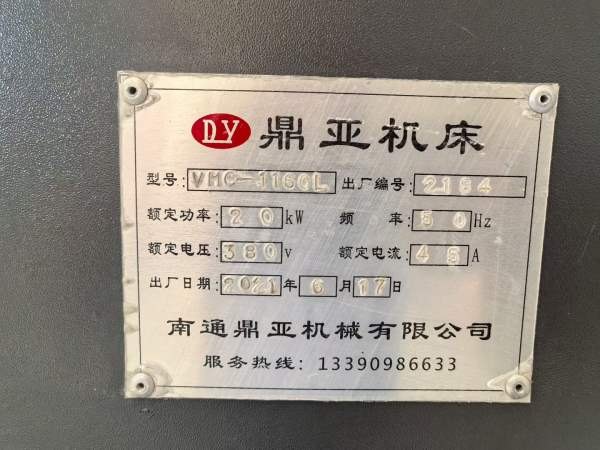 DY 鼎亚机床
型号: VMC-1160L 出厂编号: 2194
额定功率: 20 kW 频 率: 50 Hz
额定电压: 380 v 额定电流: 45 A
出厂日期: 2021 年 6 月 17 日
南通鼎亚机械有限公司
服务热线: 13390986633